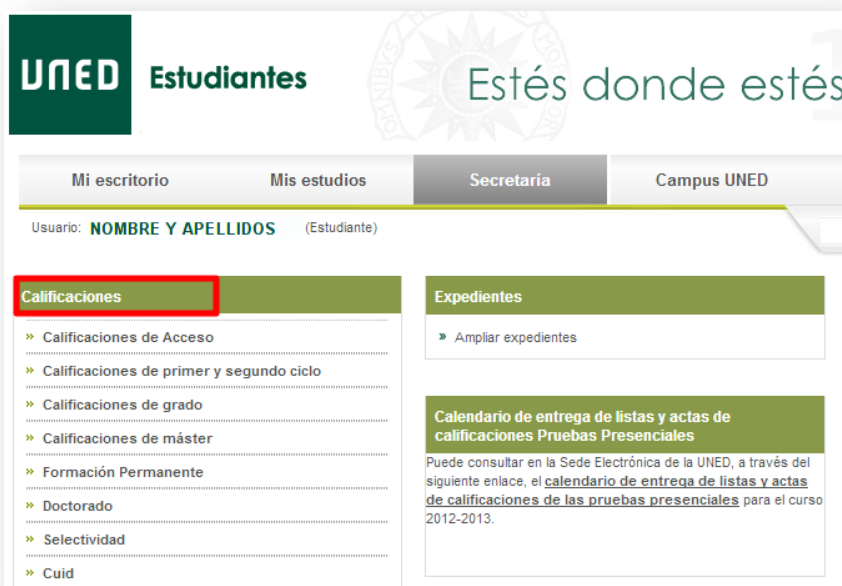 UNED Estudiantes
Estés donde estés
Mi escritorio Mis estudios Secretaría Campus UNED
Usuario: NOMBRE Y APELLIDOS (Estudiante)
Calificaciones
» Calificaciones de Acceso
» Calificaciones de primer y segundo ciclo
» Calificaciones de grado
» Calificaciones de máster
» Formación Permanente
» Doctorado
» Selectividad
» Cuid
Expedientes
» Ampliar expedientes
Calendario de entrega de listas y actas de
calificaciones Pruebas Presenciales
Puede consultar en la Sede Electrónica de la UNED, a través del
siguiente enlace, el calendario de entrega de listas y actas
de calificaciones de las pruebas presenciales para el curso
2012-2013.